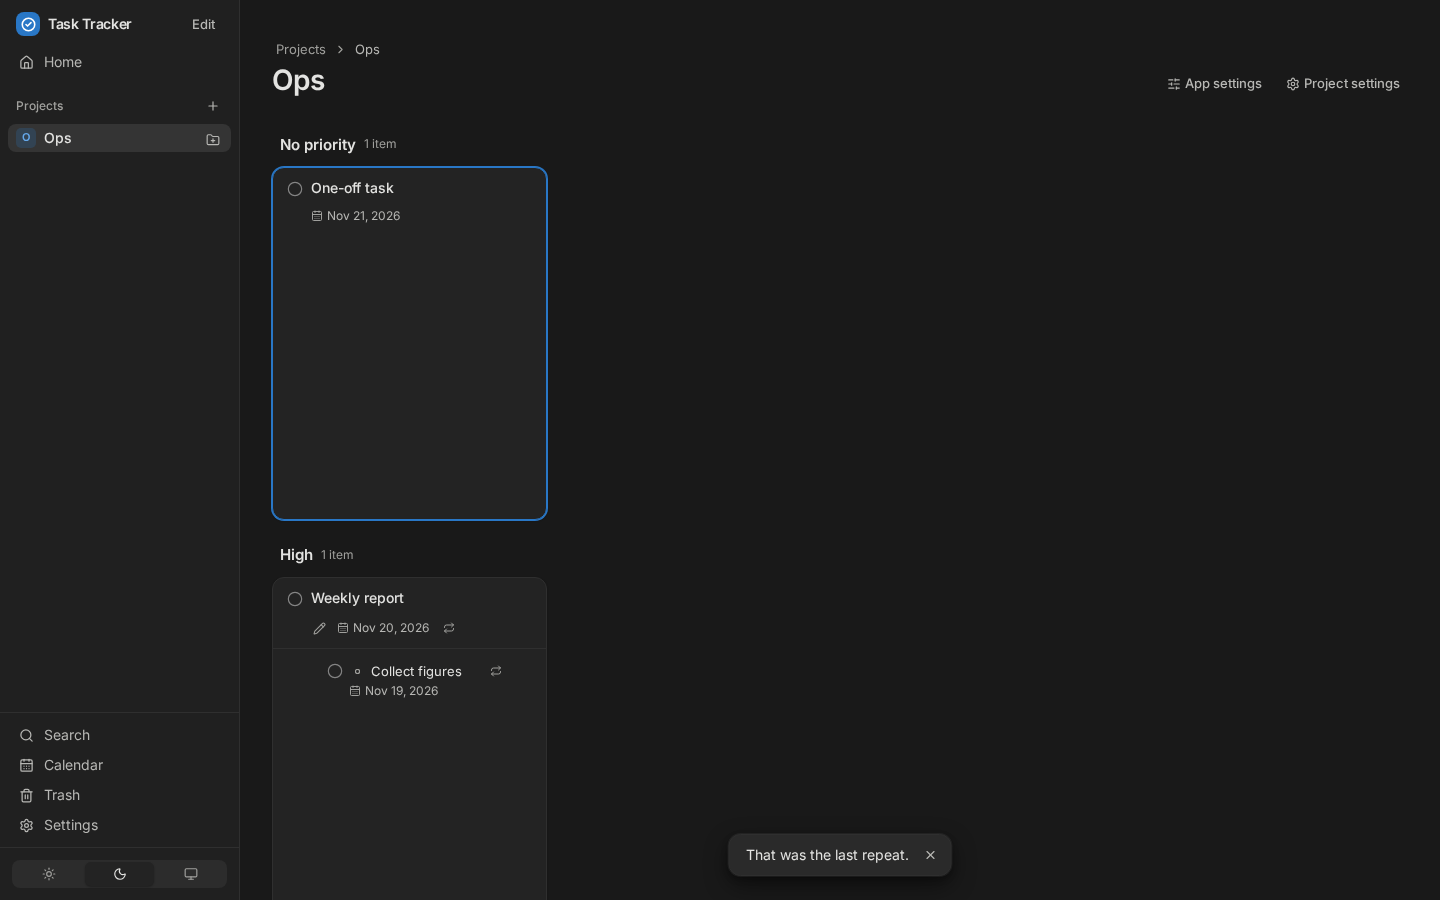 Task Tracker
Edit
Home
Projects
O Ops
Search
Calendar
Trash
Settings
Projects > Ops
Ops
App settings
Project settings
No priority 1 item
One-off task
Nov 21, 2026
High 1 item
Weekly report
Nov 20, 2026
Collect figures
Nov 19, 2026
That was the last repeat.